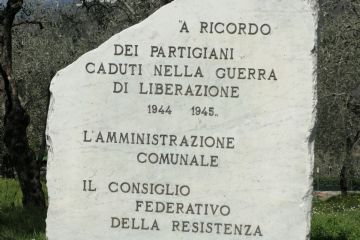 A RICORDO
DEI PARTIGIANI
CADUTI NELLA GUERRA
DI LIBERAZIONE
1944 1945.
L'AMMINISTRAZIONE
COMUNALE
IL CONSIGLIO
FEDERATIVO
DELLA RESISTENZA